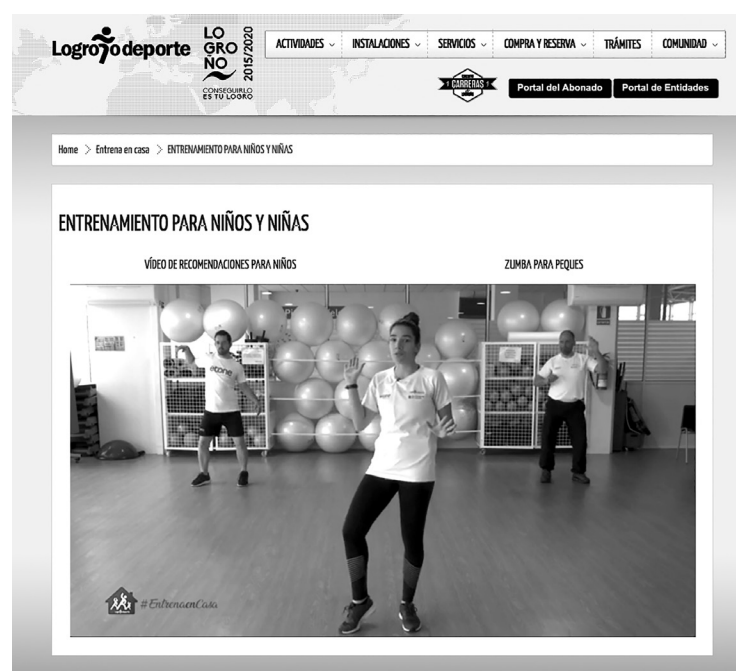 Logroñodeporte
LO
GRO
ÑO
2015/2020
CONSEGUIRLO
ES TU LOGRO
ACTIVIDADES
INSTALACIONES
SERVICIOS
COMPRA Y RESERVA
TRÁMITES
COMUNIDAD
CARRERAS
Portal del Abonado
Portal de Entidades
Home > Entrena en casa > ENTRENAMIENTO PARA NIÑOS Y NIÑAS
ENTRENAMIENTO PARA NIÑOS Y NIÑAS
VÍDEO DE RECOMENDACIONES PARA NIÑOS
ZUMBA PARA PEQUES
#EntrenaenCasa